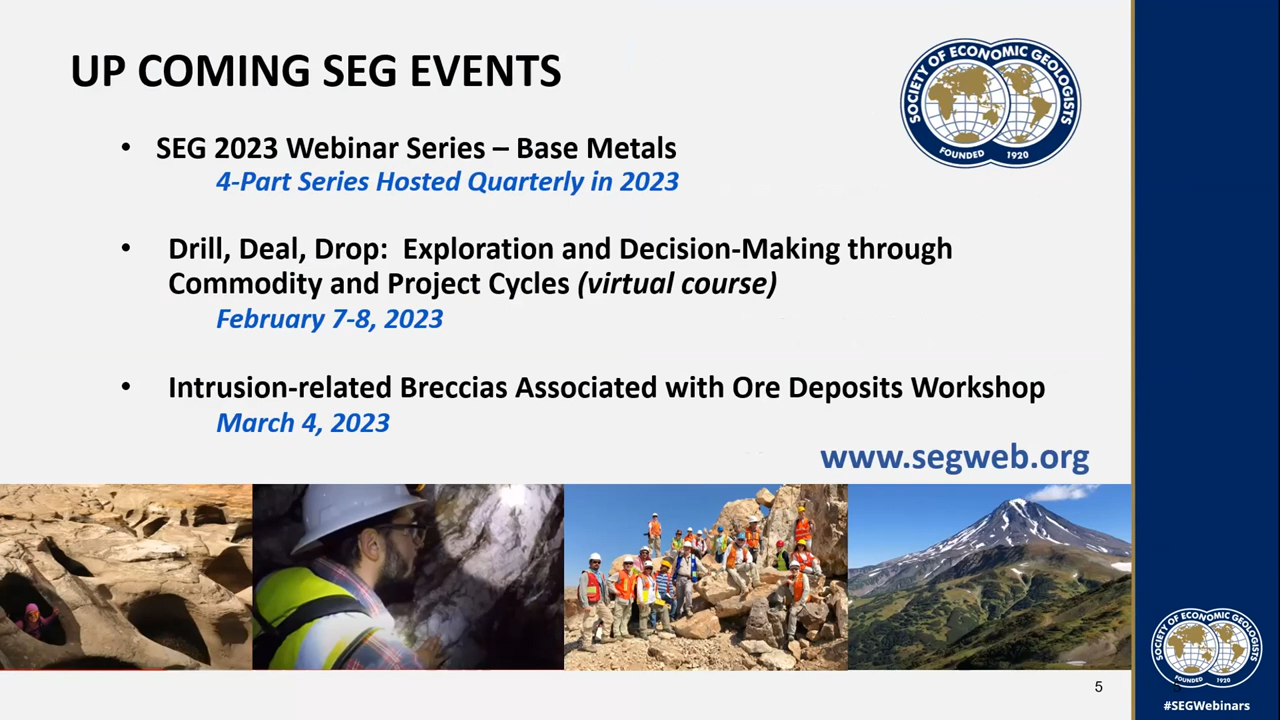 UP COMING SEG EVENTS
SOCIETY OF ECONOMIC GEOLOGISTS
FOUNDED 1920
• SEG 2023 Webinar Series – Base Metals
4-Part Series Hosted Quarterly in 2023
• Drill, Deal, Drop: Exploration and Decision-Making through
Commodity and Project Cycles (virtual course)
February 7-8, 2023
• Intrusion-related Breccias Associated with Ore Deposits Workshop
March 4, 2023
www.segweb.org
SOCIETY OF ECONOMIC GEOLOGISTS
FOUNDED 1920
5
5
#SEGWebinars